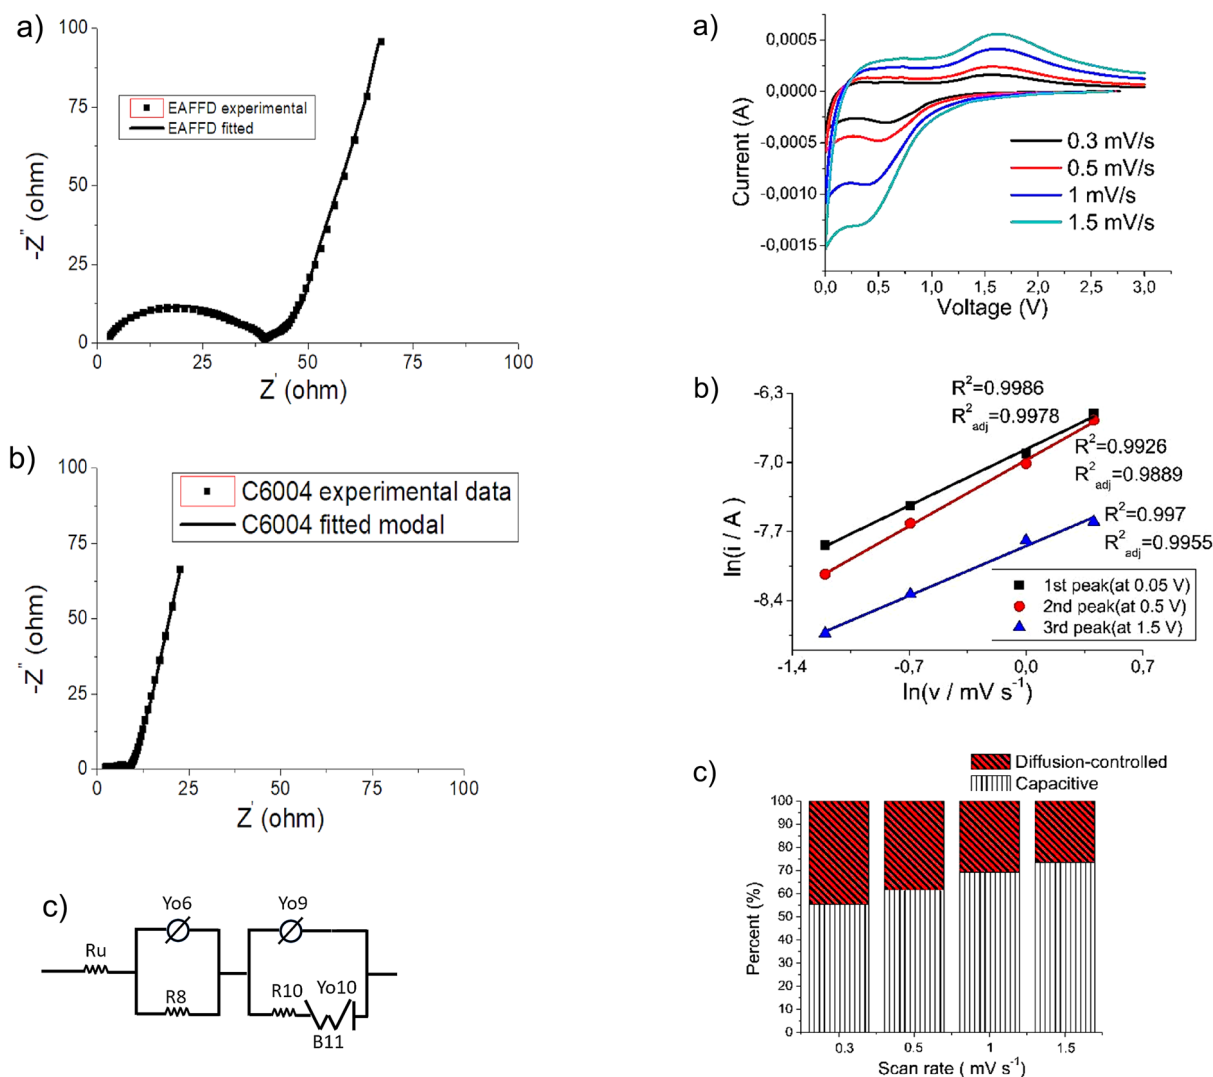 a)
100
75
50
25
0
-Z" (ohm)
EAFFD experimental
EAFFD fitted
0 25 50 75 100
Z' (ohm)
b)
100
75
50
25
0
-Z" (ohm)
C6004 experimental data
C6004 fitted modal
0 25 50 75 100
Z' (ohm)
c)
Yo6
Yo9
Ru
R8
R10
Yo10
B11
a)
0,0005
0,0000
-0,0005
-0,0010
-0,0015
Current (A)
0.3 mV/s
0.5 mV/s
1 mV/s
1.5 mV/s
0,0 0,5 1,0 1,5 2,0 2,5 3,0
Voltage (V)
b)
-6,3
-7,0
-7,7
-8,4
ln(i / A)
R²=0.9986
R²adj=0.9978
R²=0.9926
R²adj=0.9889
R²=0.997
R²adj=0.9955
1st peak(at 0.05 V)
2nd peak(at 0.5 V)
3rd peak(at 1.5 V)
-1,4 -0,7 0,0 0,7
ln(v / mV s⁻¹)
c)
Diffusion-controlled
Capacitive
100
90
80
70
60
50
40
30
20
10
0
Percent (%)
0.3 0.5 1 1.5
Scan rate ( mV s⁻¹)